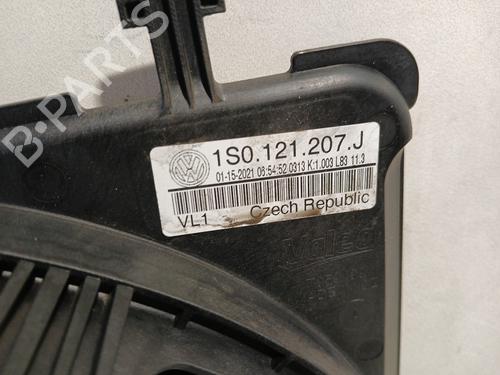 B-PARTS
1S0.121.207.J
01-15-2021 06:54:52 0313 K:1.003 L83 11.3
VL1 Czech Republic
Valeo